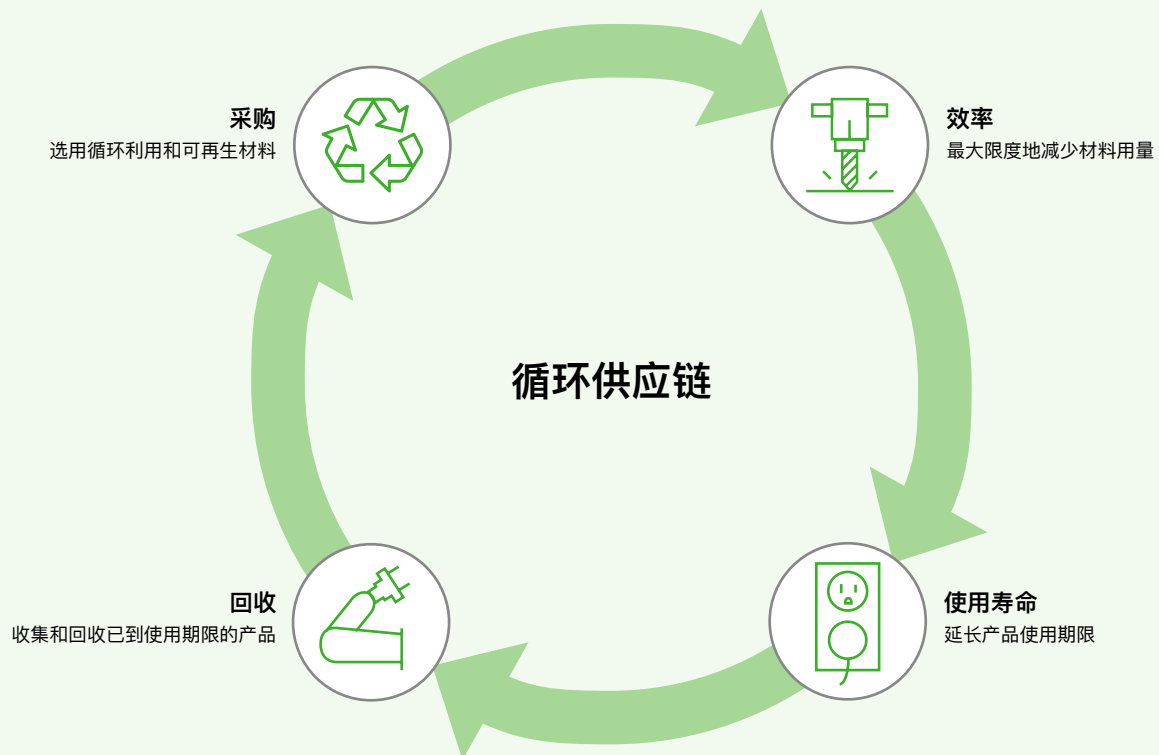 采购
选用循环利用和可再生材料
效率
最大限度地减少材料用量
循环供应链
回收
收集和回收已到使用期限的产品
使用寿命
延长产品使用期限